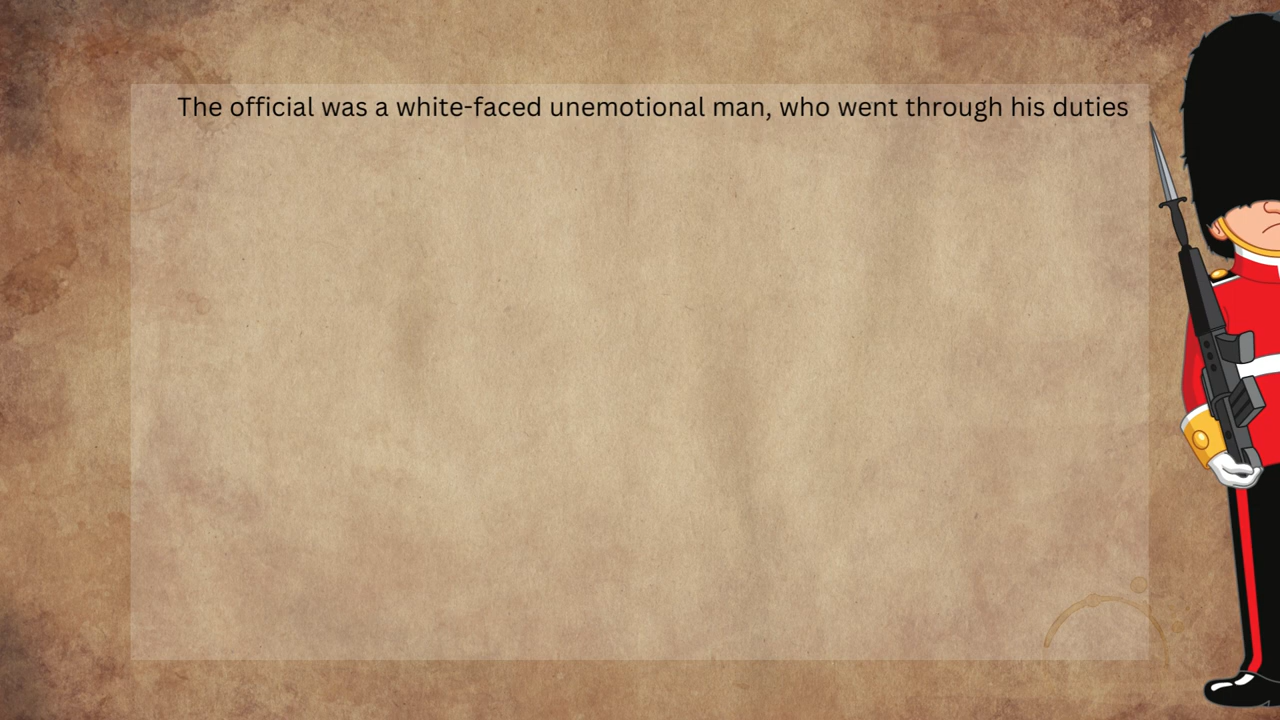 The official was a white-faced unemotional man, who went through his duties